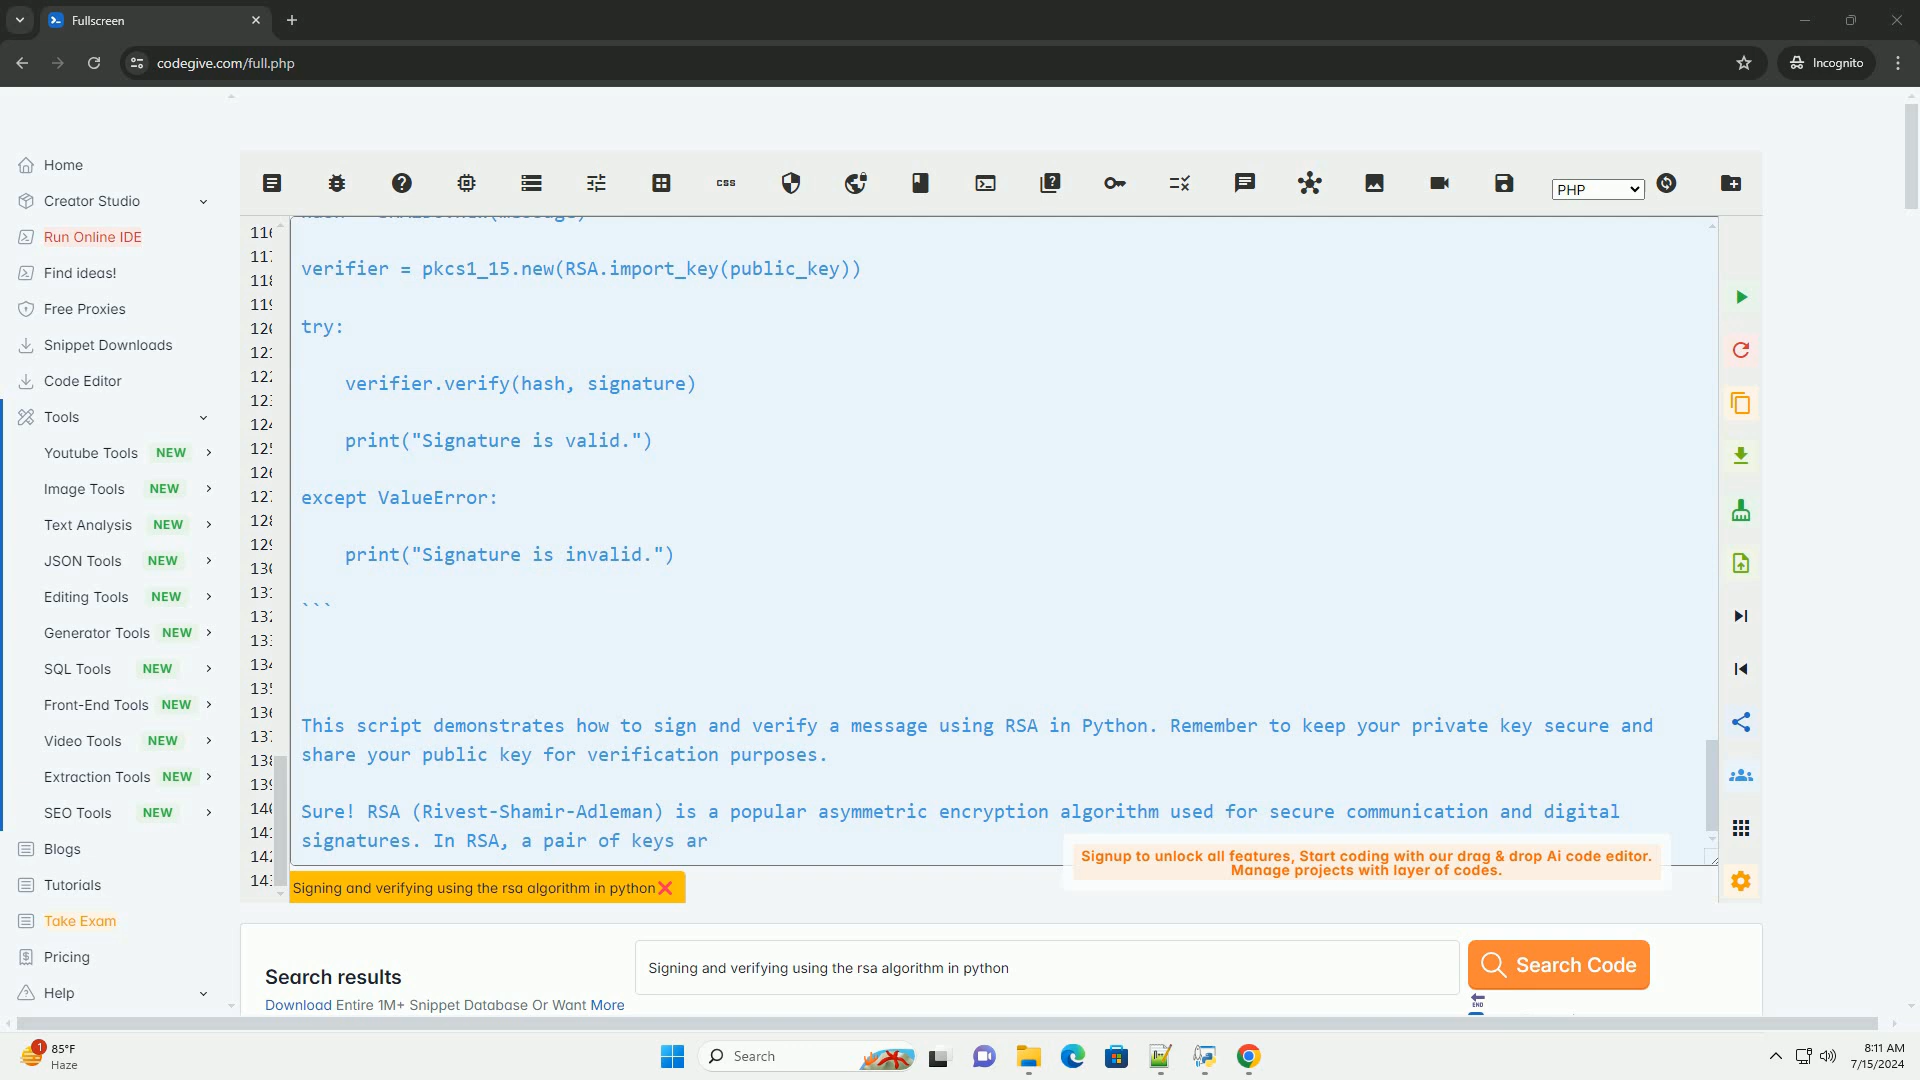 Fullscreen
codegive.com/full.php
Incognito
Home
Creator Studio
Run Online IDE
Find ideas!
Free Proxies
Snippet Downloads
Code Editor
Tools
Youtube Tools NEW
Image Tools NEW
Text Analysis NEW
JSON Tools NEW
Editing Tools NEW
Generator Tools NEW
SQL Tools NEW
Front-End Tools NEW
Video Tools NEW
Extraction Tools NEW
SEO Tools NEW
Blogs
Tutorials
Take Exam
Pricing
Help
css
PHP
verifier = pkcs1_15.new(RSA.import_key(public_key))
try:
verifier.verify(hash, signature)
print("Signature is valid.")
except ValueError:
print("Signature is invalid.")
```
This script demonstrates how to sign and verify a message using RSA in Python. Remember to keep your private key secure and
share your public key for verification purposes.
Sure! RSA (Rivest-Shamir-Adleman) is a popular asymmetric encryption algorithm used for secure communication and digital
signatures. In RSA, a pair of keys ar
Signup to unlock all features, Start coding with our drag & drop Ai code editor.
Manage projects with layer of codes.
Signing and verifying using the rsa algorithm in python
Search results
Download Entire 1M+ Snippet Database Or Want More
Signing and verifying using the rsa algorithm in python
Search Code
END
1
85°F
Haze
Search
8:11 AM
7/15/2024